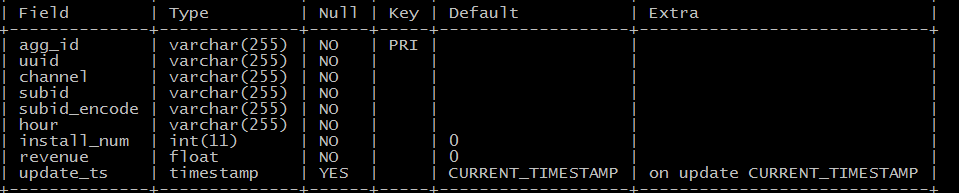 | Field | Type | Null | Key | Default | Extra |
+--------------+--------------+------+-----+-------------------+-----------------------------+
| agg_id | varchar(255) | NO | PRI | | |
| uuid | varchar(255) | NO | | | |
| channel | varchar(255) | NO | | | |
| subid | varchar(255) | NO | | | |
| subid_encode | varchar(255) | NO | | | |
| hour | varchar(255) | NO | | | |
| install_num | int(11) | NO | | 0 | |
| revenue | float | NO | | 0 | |
| update_ts | timestamp | YES | | CURRENT_TIMESTAMP | on update CURRENT_TIMESTAMP |
+--------------+--------------+------+-----+-------------------+-----------------------------+